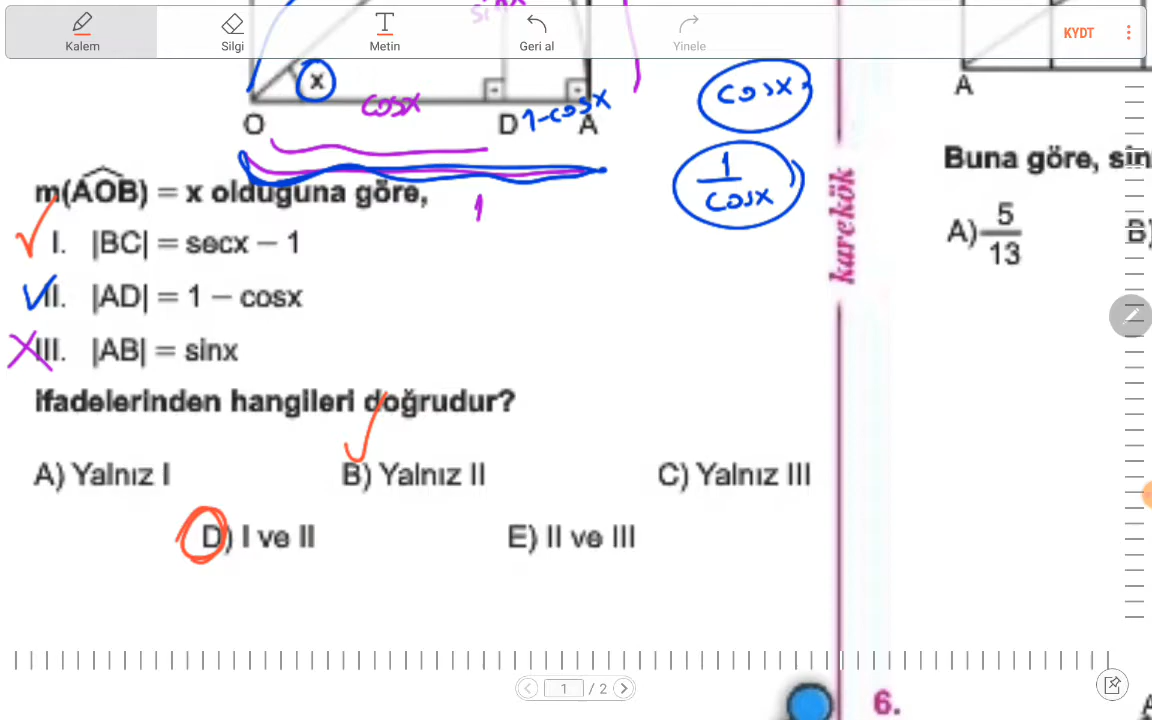 Kalem Silgi Metin Geri al Yinele KYDT
sinx
x
cosx
1-cosx
O D A
1
cosx
1
cosx
m(AOB) = x olduğuna göre,
I. |BC| = secx − 1
II. |AD| = 1 − cosx
III. |AB| = sinx
ifadelerinden hangileri doğrudur?
A) Yalnız I B) Yalnız II C) Yalnız III
D) I ve II E) II ve III
karekök
A
Buna göre, sin
A) 5/13 B)
6.
1 / 2